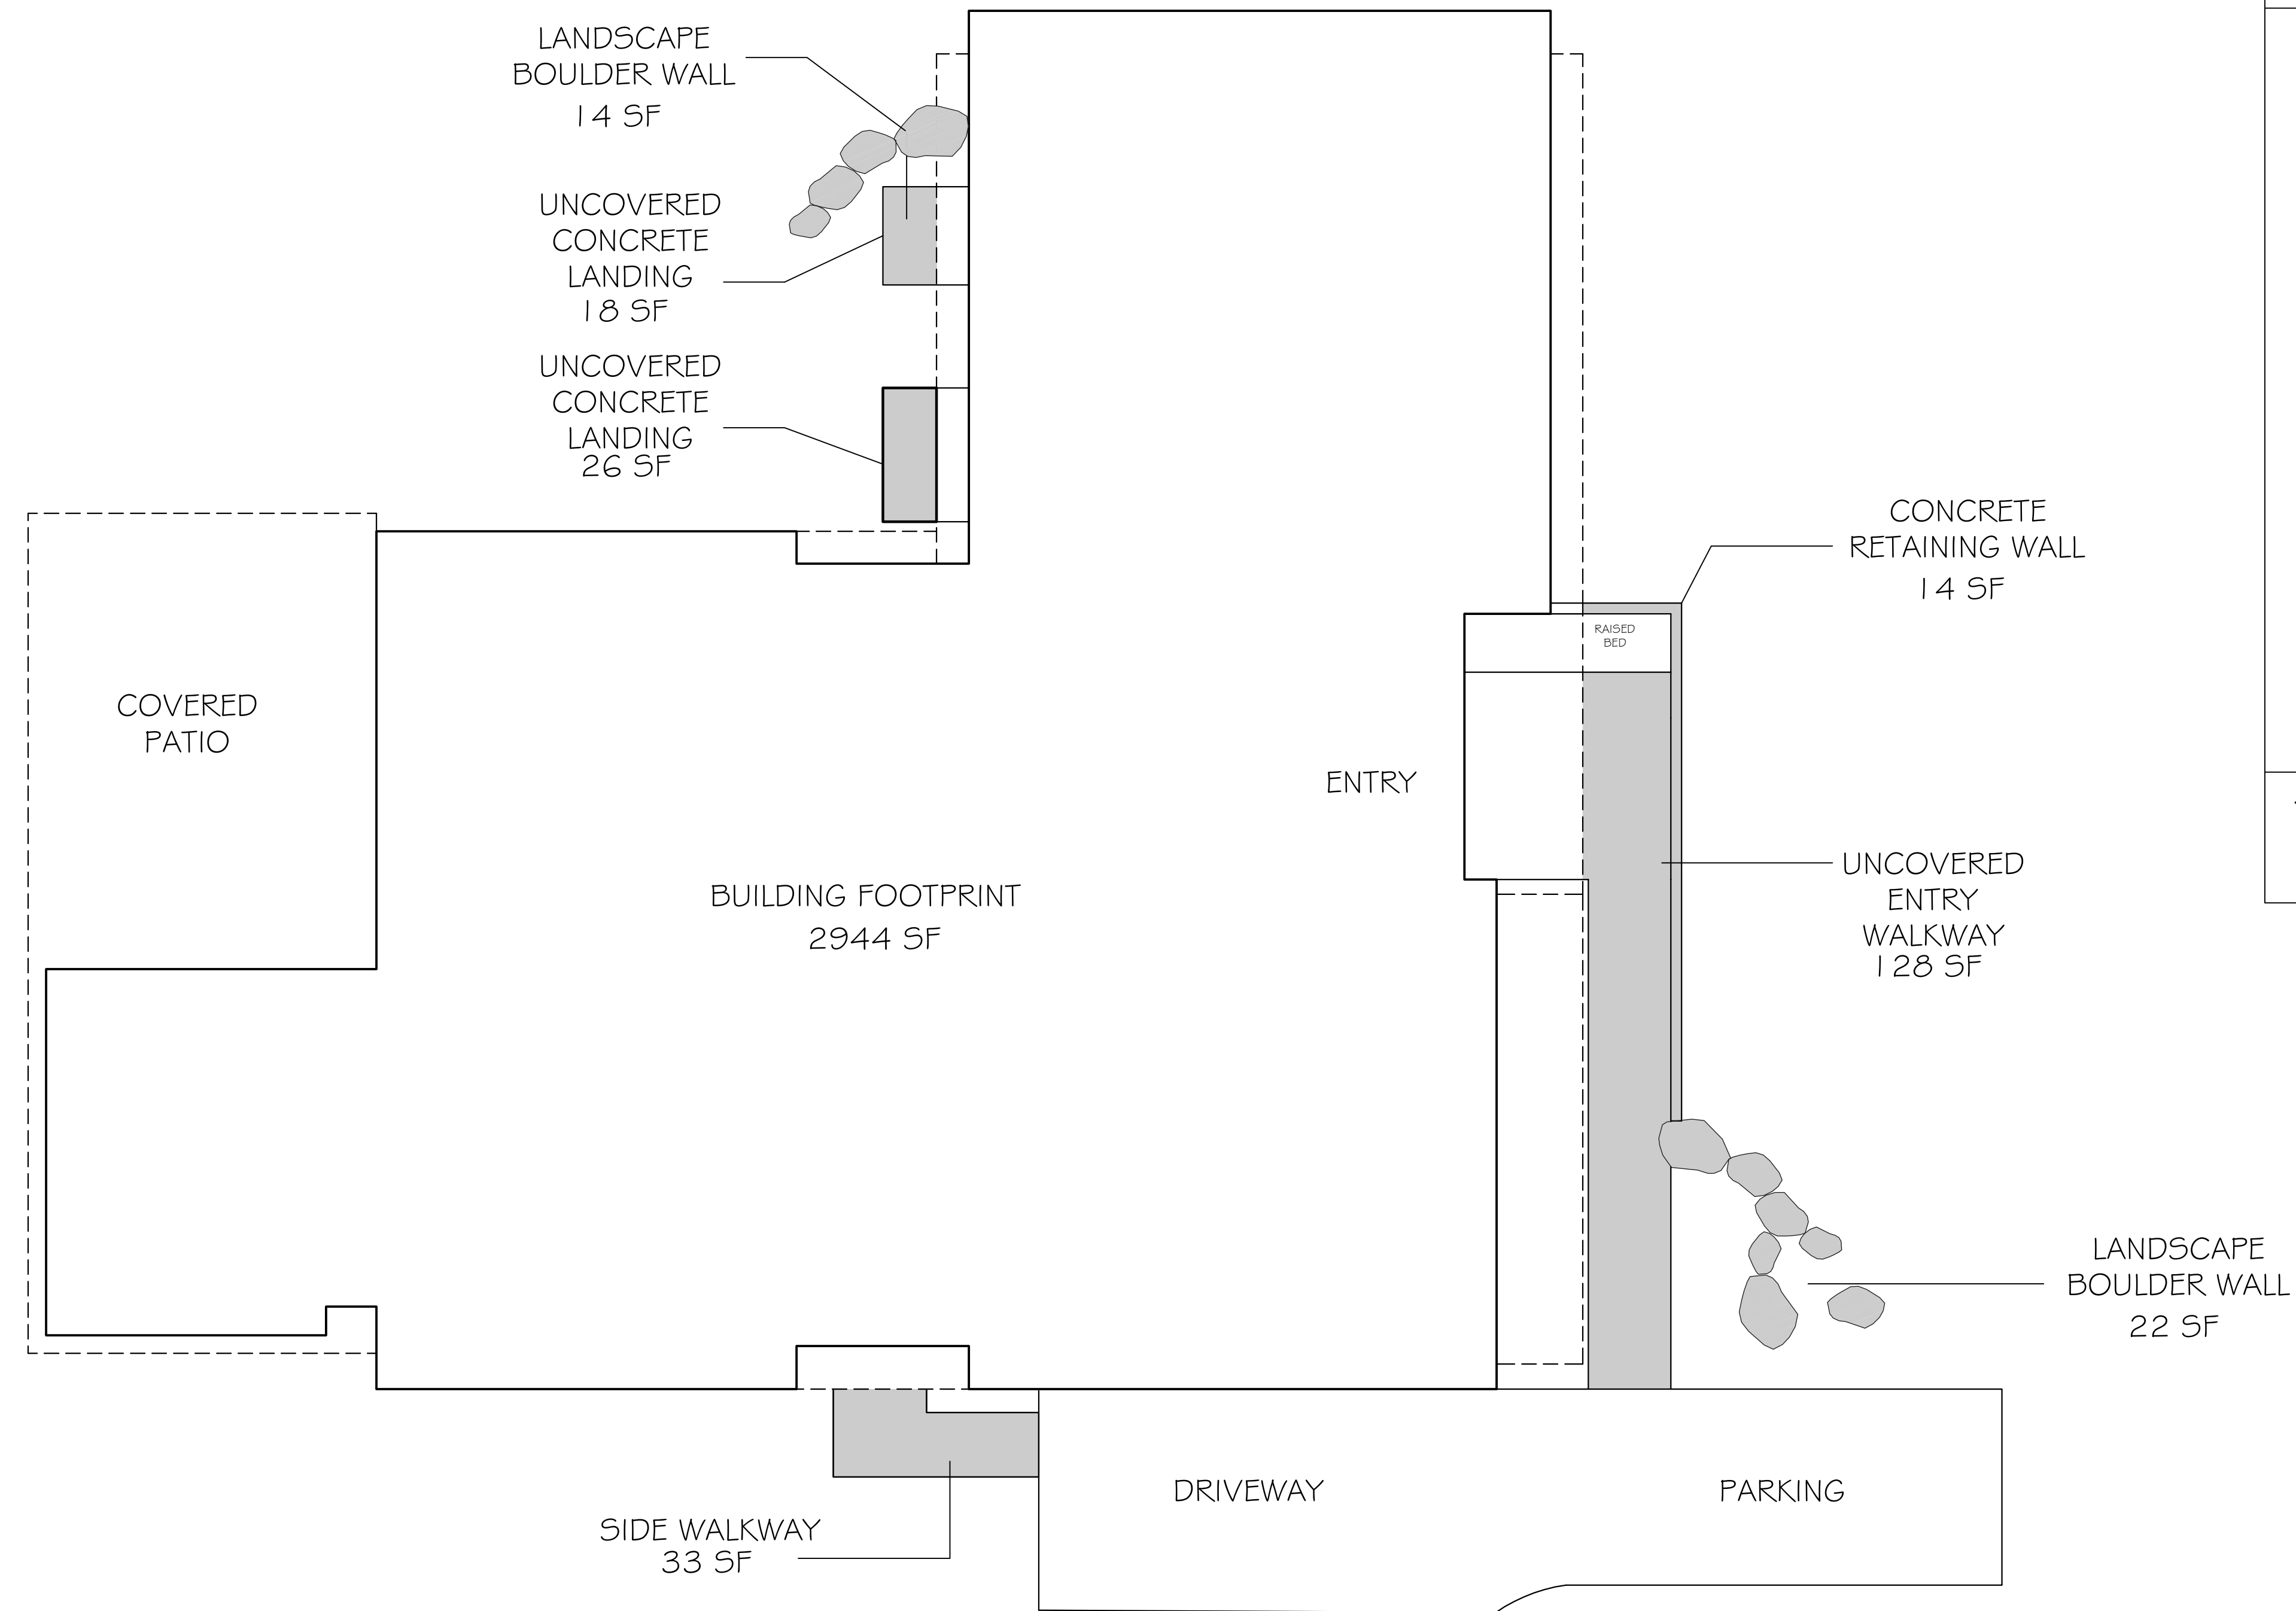 LANDSCAPE
BOULDER WALL
14 SF
UNCOVERED
CONCRETE
LANDING
18 SF
UNCOVERED
CONCRETE
LANDING
26 SF
CONCRETE
RETAINING WALL
14 SF
RAISED
BED
COVERED
PATIO
ENTRY
BUILDING FOOTPRINT
2944 SF
UNCOVERED
ENTRY
WALKWAY
128 SF
LANDSCAPE
BOULDER WALL
22 SF
DRIVEWAY
PARKING
SIDE WALKWAY
33 SF